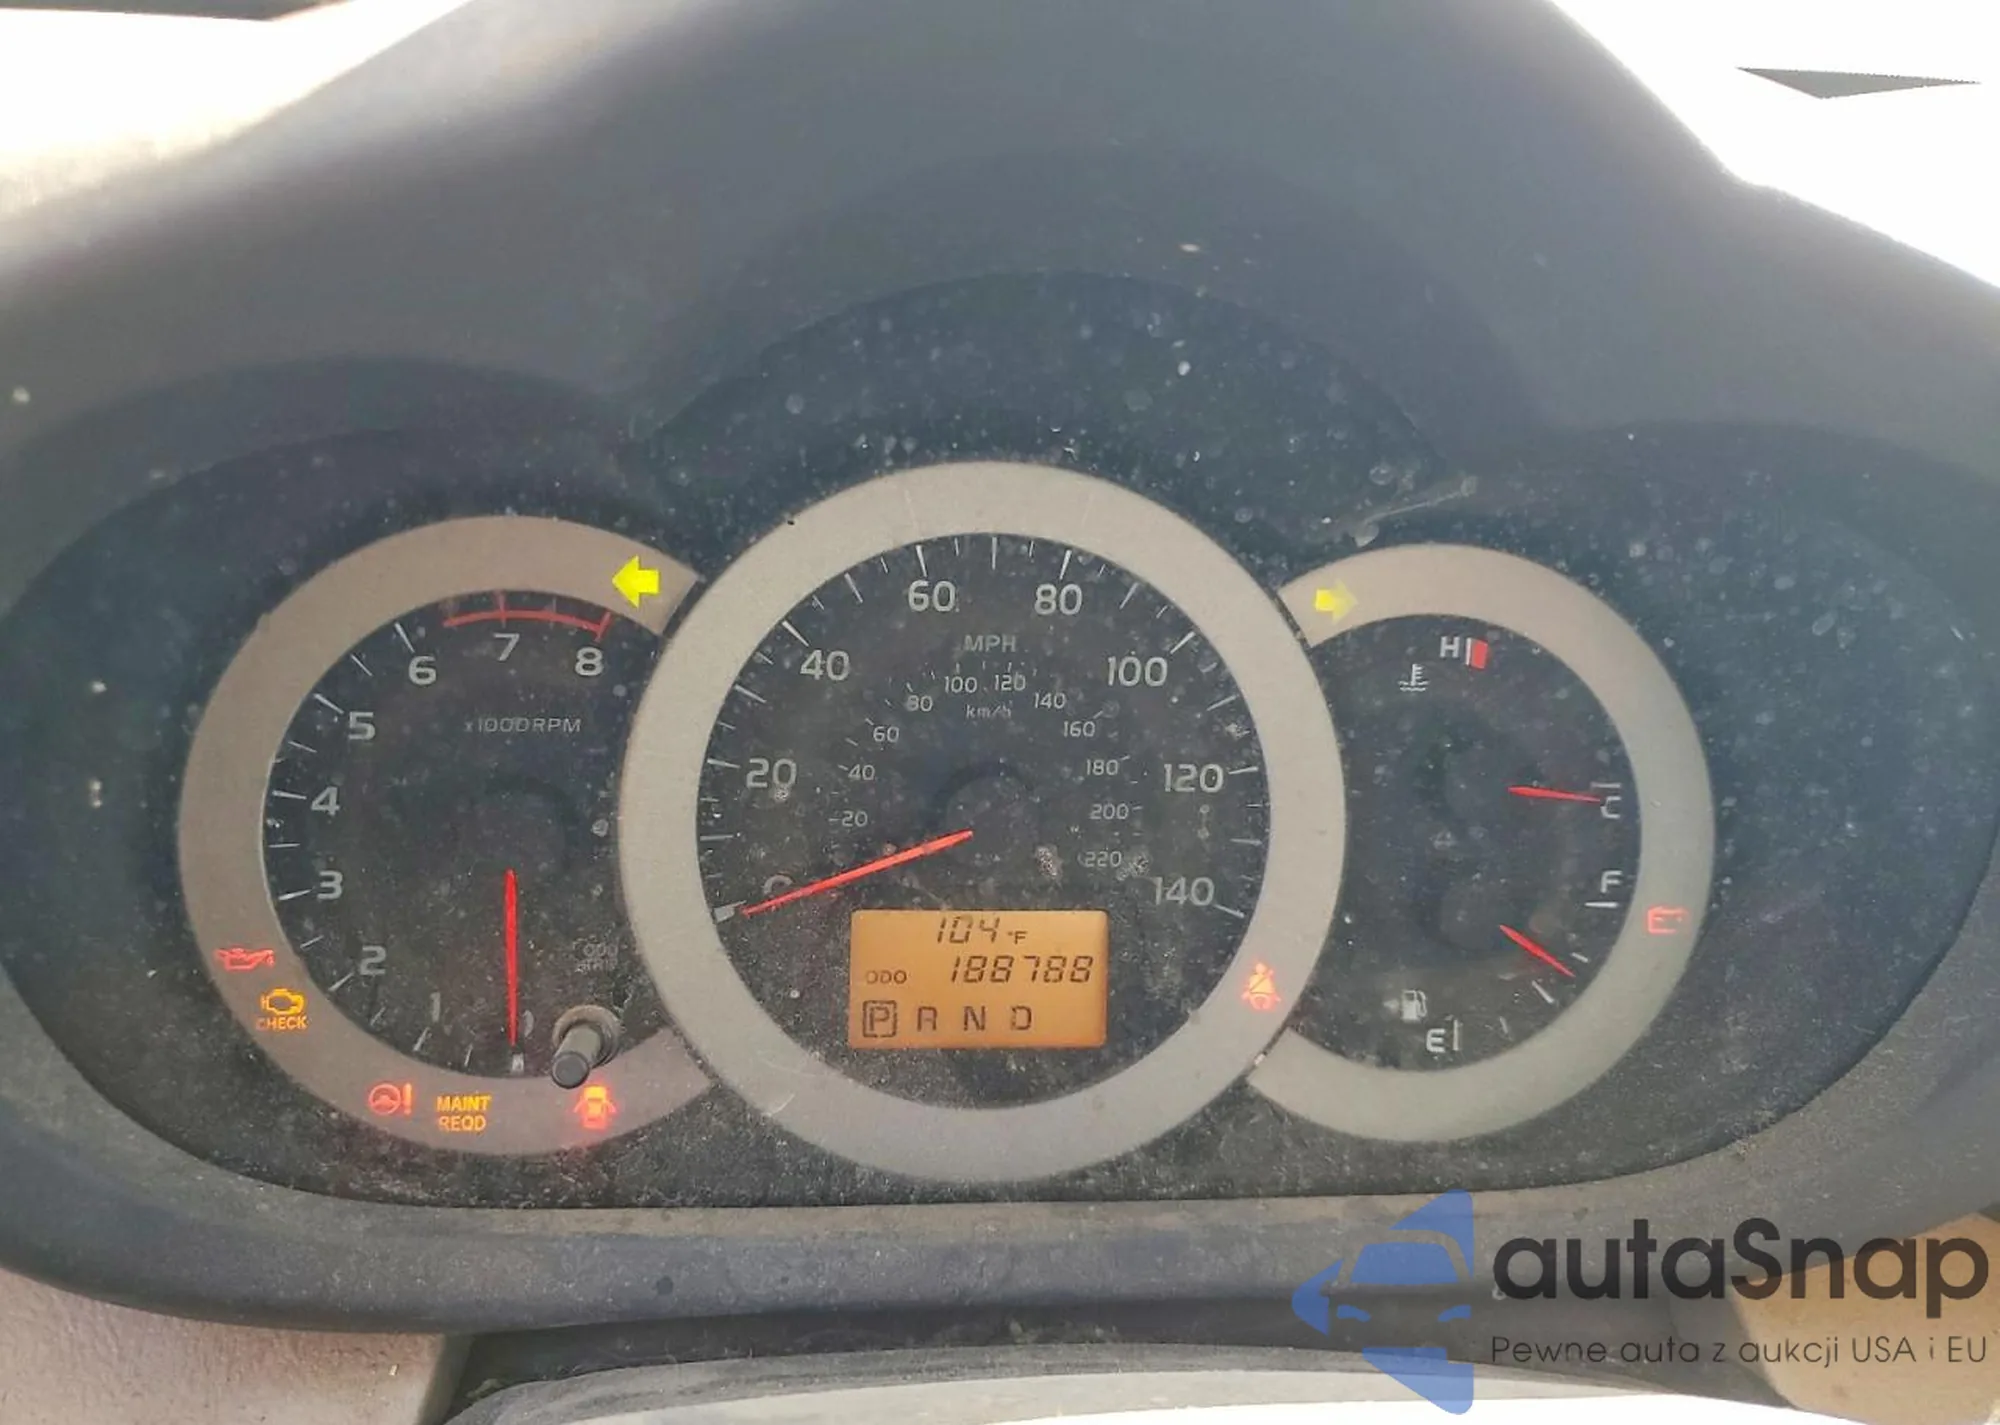 60
80
MPH
40
100
100
120
80
140
km/h
60
160
20
40
180
120
20
200
220
140
7
6
8
x1000RPM
5
4
3
2
1
H
C
F
E
104°F
ODO 188788
P R N D
CHECK
MAINT
REQD
autaSnap
Pewne auta z aukcji USA i EU